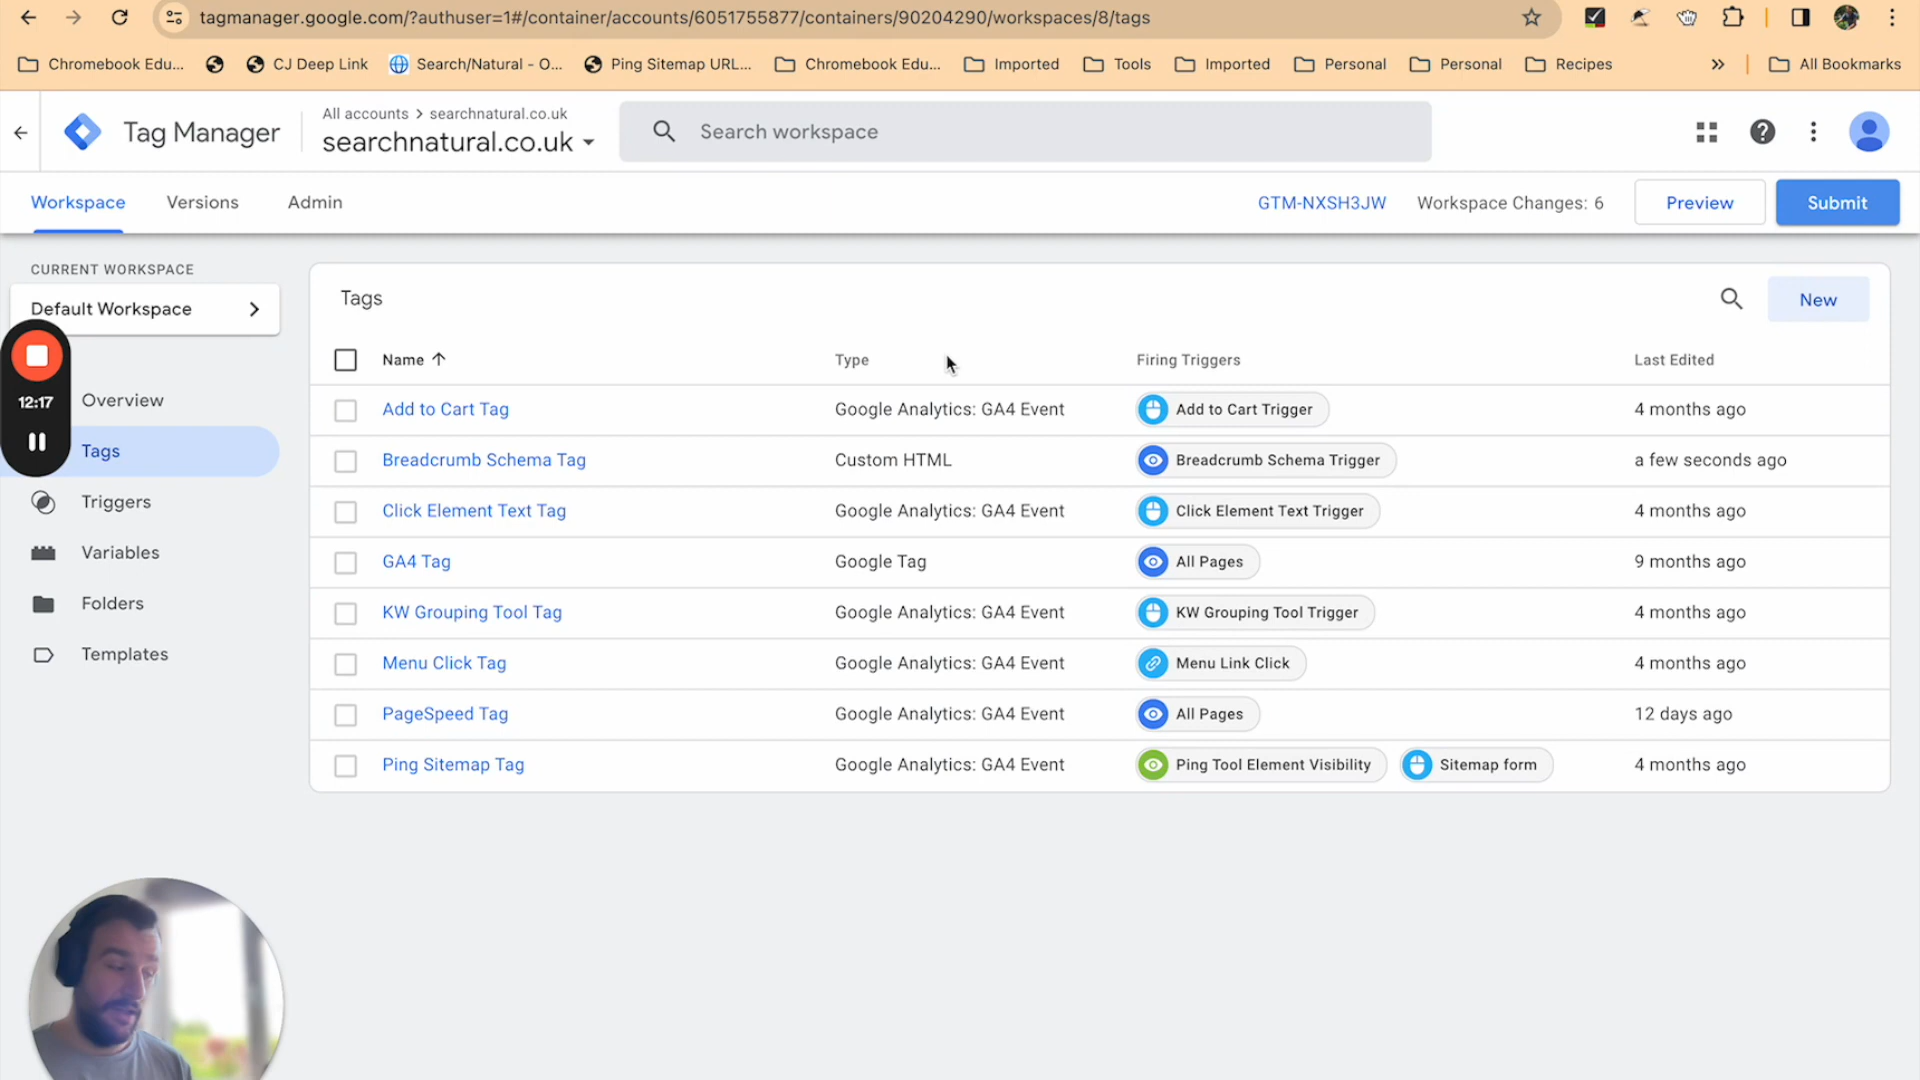 tagmanager.google.com/?authuser=1#/container/accounts/6051755877/containers/90204290/workspaces/8/tags
Chromebook Edu... CJ Deep Link Search/Natural - O... Ping Sitemap URL... Chromebook Edu... Imported Tools Imported Personal Personal Recipes » All Bookmarks
Tag Manager
All accounts > searchnatural.co.uk
searchnatural.co.uk
Search workspace
Workspace Versions Admin GTM-NXSH3JW Workspace Changes: 6 Preview Submit
CURRENT WORKSPACE
Default Workspace
12:17
Overview
Tags
Triggers
Variables
Folders
Templates
Tags New
Name Type Firing Triggers Last Edited
Add to Cart Tag Google Analytics: GA4 Event Add to Cart Trigger 4 months ago
Breadcrumb Schema Tag Custom HTML Breadcrumb Schema Trigger a few seconds ago
Click Element Text Tag Google Analytics: GA4 Event Click Element Text Trigger 4 months ago
GA4 Tag Google Tag All Pages 9 months ago
KW Grouping Tool Tag Google Analytics: GA4 Event KW Grouping Tool Trigger 4 months ago
Menu Click Tag Google Analytics: GA4 Event Menu Link Click 4 months ago
PageSpeed Tag Google Analytics: GA4 Event All Pages 12 days ago
Ping Sitemap Tag Google Analytics: GA4 Event Ping Tool Element Visibility Sitemap form 4 months ago